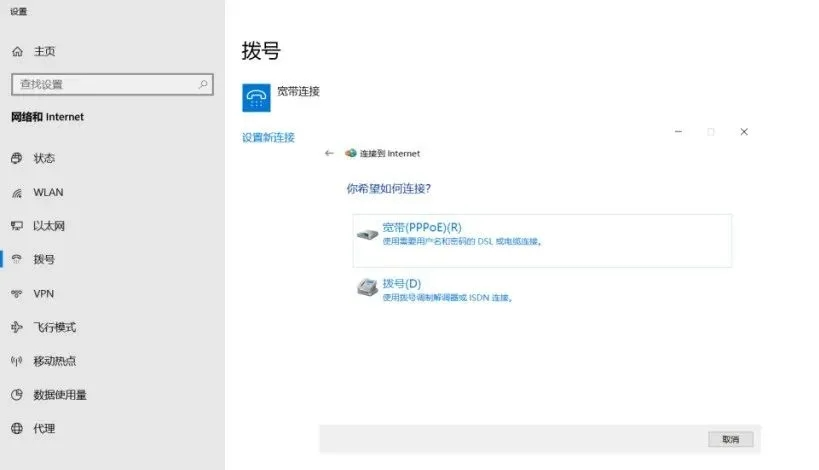 设置
主页
查找设置
网络和 Internet
状态
WLAN
以太网
拨号
VPN
飞行模式
移动热点
数据使用量
代理
拨号
宽带连接
设置新连接
连接到 Internet
你希望如何连接?
宽带(PPPoE)(R)
使用需要用户名和密码的 DSL 或电缆连接。
拨号(D)
使用拨号调制解调器或 ISDN 连接。
取消